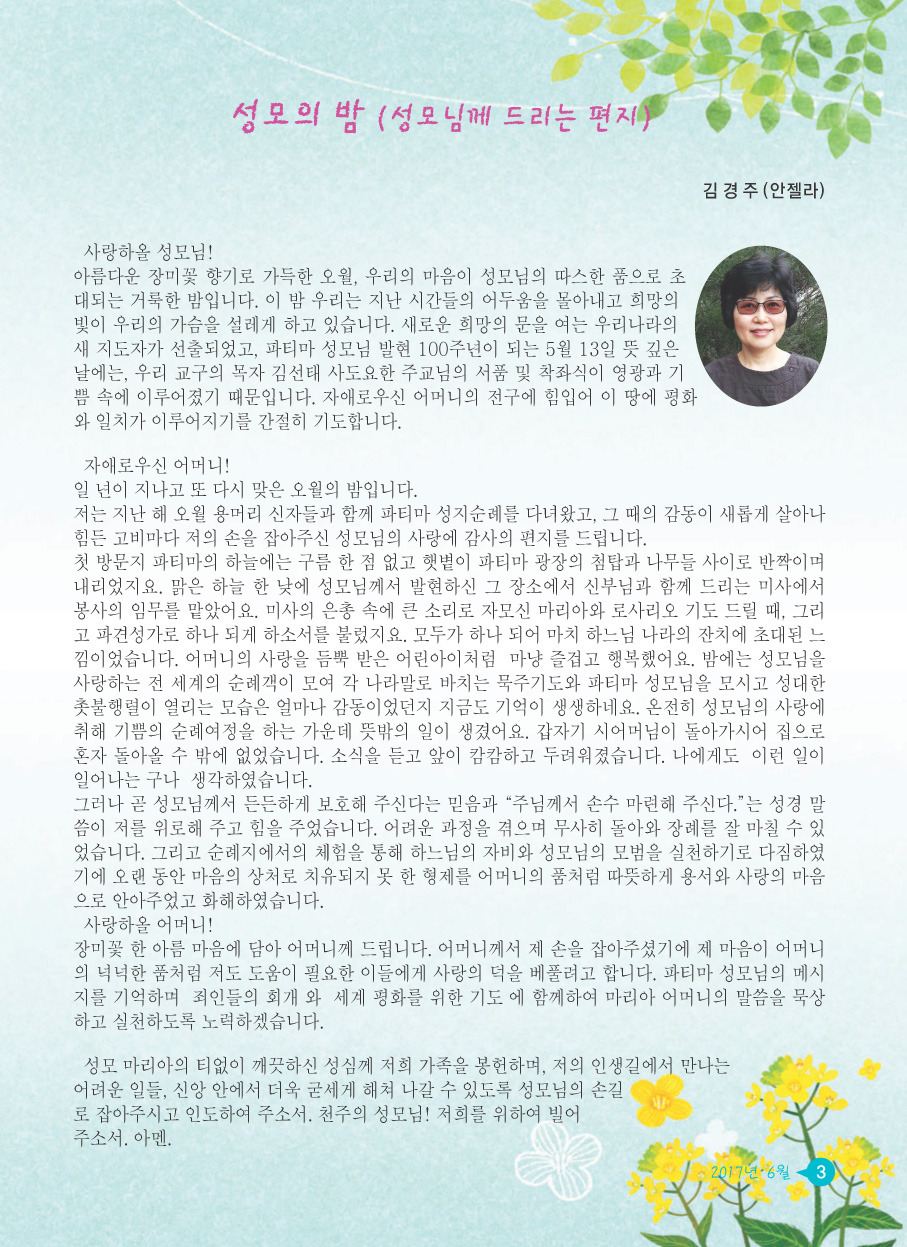 성모의 밤 (성모님께 드리는 편지)
김 경 주 (안젤라)
사랑하올 성모님!
아름다운 장미꽃 향기로 가득한 오월, 우리의 마음이 성모님의 따스한 품으로 초
대되는 거룩한 밤입니다. 이 밤 우리는 지난 시간들의 어두움을 몰아내고 희망의
빛이 우리의 가슴을 설레게 하고 있습니다. 새로운 희망의 문을 여는 우리나라의
새 지도자가 선출되었고, 파티마 성모님 발현 100주년이 되는 5월 13일 뜻 깊은
날에는, 우리 교구의 목자 김선태 사도요한 주교님의 서품 및 착좌식이 영광과 기
쁨 속에 이루어졌기 때문입니다. 자애로우신 어머니의 전구에 힘입어 이 땅에 평화
와 일치가 이루어지기를 간절히 기도합니다.
자애로우신 어머니!
일 년이 지나고 또 다시 맞은 오월의 밤입니다.
저는 지난 해 오월 용머리 신자들과 함께 파티마 성지순례를 다녀왔고, 그 때의 감동이 새롭게 살아나
힘든 고비마다 저의 손을 잡아주신 성모님의 사랑에 감사의 편지를 드립니다.
첫 방문지 파티마의 하늘에는 구름 한 점 없고 햇볕이 파티마 광장의 첨탑과 나무들 사이로 반짝이며
내리었지요. 맑은 하늘 한 낮에 성모님께서 발현하신 그 장소에서 신부님과 함께 드리는 미사에서
봉사의 임무를 맡았어요. 미사의 은총 속에 큰 소리로 자모신 마리아와 로사리오 기도 드릴 때, 그리
고 파견성가로 하나 되게 하소서를 불렀지요. 모두가 하나 되어 마치 하느님 나라의 잔치에 초대된 느
낌이었습니다. 어머니의 사랑을 듬뿍 받은 어린아이처럼 마냥 즐겁고 행복했어요. 밤에는 성모님을
사랑하는 전 세계의 순례객이 모여 각 나라말로 바치는 묵주기도와 파티마 성모님을 모시고 성대한
촛불행렬이 열리는 모습은 얼마나 감동이었던지 지금도 기억이 생생하네요. 온전히 성모님의 사랑에
취해 기쁨의 순례여정을 하는 가운데 뜻밖의 일이 생겼어요. 갑자기 시어머님이 돌아가시어 집으로
혼자 돌아올 수 밖에 없었습니다. 소식을 듣고 앞이 캄캄하고 두려워졌습니다. 나에게도 이런 일이
일어나는 구나 생각하였습니다.
그러나 곧 성모님께서 든든하게 보호해 주신다는 믿음과 “주님께서 손수 마련해 주신다.”는 성경 말
씀이 저를 위로해 주고 힘을 주었습니다. 어려운 과정을 겪으며 무사히 돌아와 장례를 잘 마칠 수 있
었습니다. 그리고 순례지에서의 체험을 통해 하느님의 자비와 성모님의 모범을 실천하기로 다짐하였
기에 오랜 동안 마음의 상처로 치유되지 못 한 형제를 어머니의 품처럼 따뜻하게 용서와 사랑의 마음
으로 안아주었고 화해하였습니다.
사랑하올 어머니!
장미꽃 한 아름 마음에 담아 어머니께 드립니다. 어머니께서 제 손을 잡아주셨기에 제 마음이 어머니
의 넉넉한 품처럼 저도 도움이 필요한 이들에게 사랑의 덕을 베풀려고 합니다. 파티마 성모님의 메시
지를 기억하며 죄인들의 회개 와 세계 평화를 위한 기도 에 함께하여 마리아 어머니의 말씀을 묵상
하고 실천하도록 노력하겠습니다.
성모 마리아의 티없이 깨끗하신 성심께 저희 가족을 봉헌하며, 저의 인생길에서 만나는
어려운 일들, 신앙 안에서 더욱 굳세게 헤쳐 나갈 수 있도록 성모님의 손길
로 잡아주시고 인도하여 주소서. 천주의 성모님! 저희를 위하여 빌어
주소서. 아멘.
2017년·6월 3